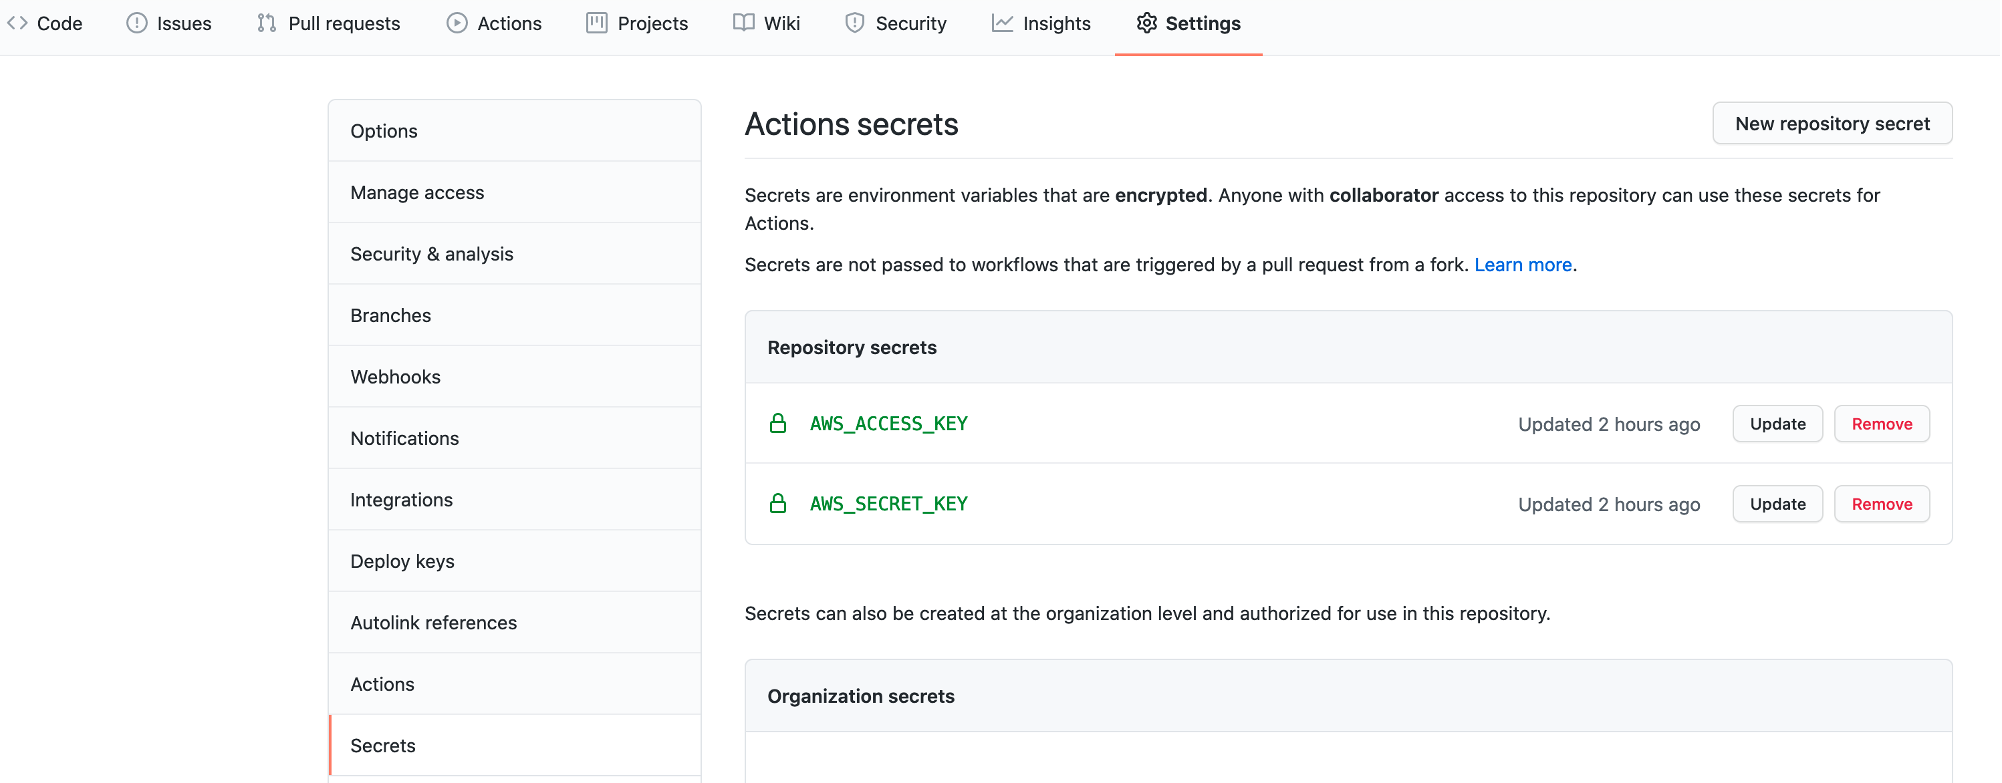 Code Issues Pull requests Actions Projects Wiki Security Insights Settings
Options
Manage access
Security & analysis
Branches
Webhooks
Notifications
Integrations
Deploy keys
Autolink references
Actions
Secrets
Actions secrets
New repository secret
Secrets are environment variables that are encrypted. Anyone with collaborator access to this repository can use these secrets for
Actions.
Secrets are not passed to workflows that are triggered by a pull request from a fork. Learn more.
Repository secrets
AWS_ACCESS_KEY Updated 2 hours ago Update Remove
AWS_SECRET_KEY Updated 2 hours ago Update Remove
Secrets can also be created at the organization level and authorized for use in this repository.
Organization secrets